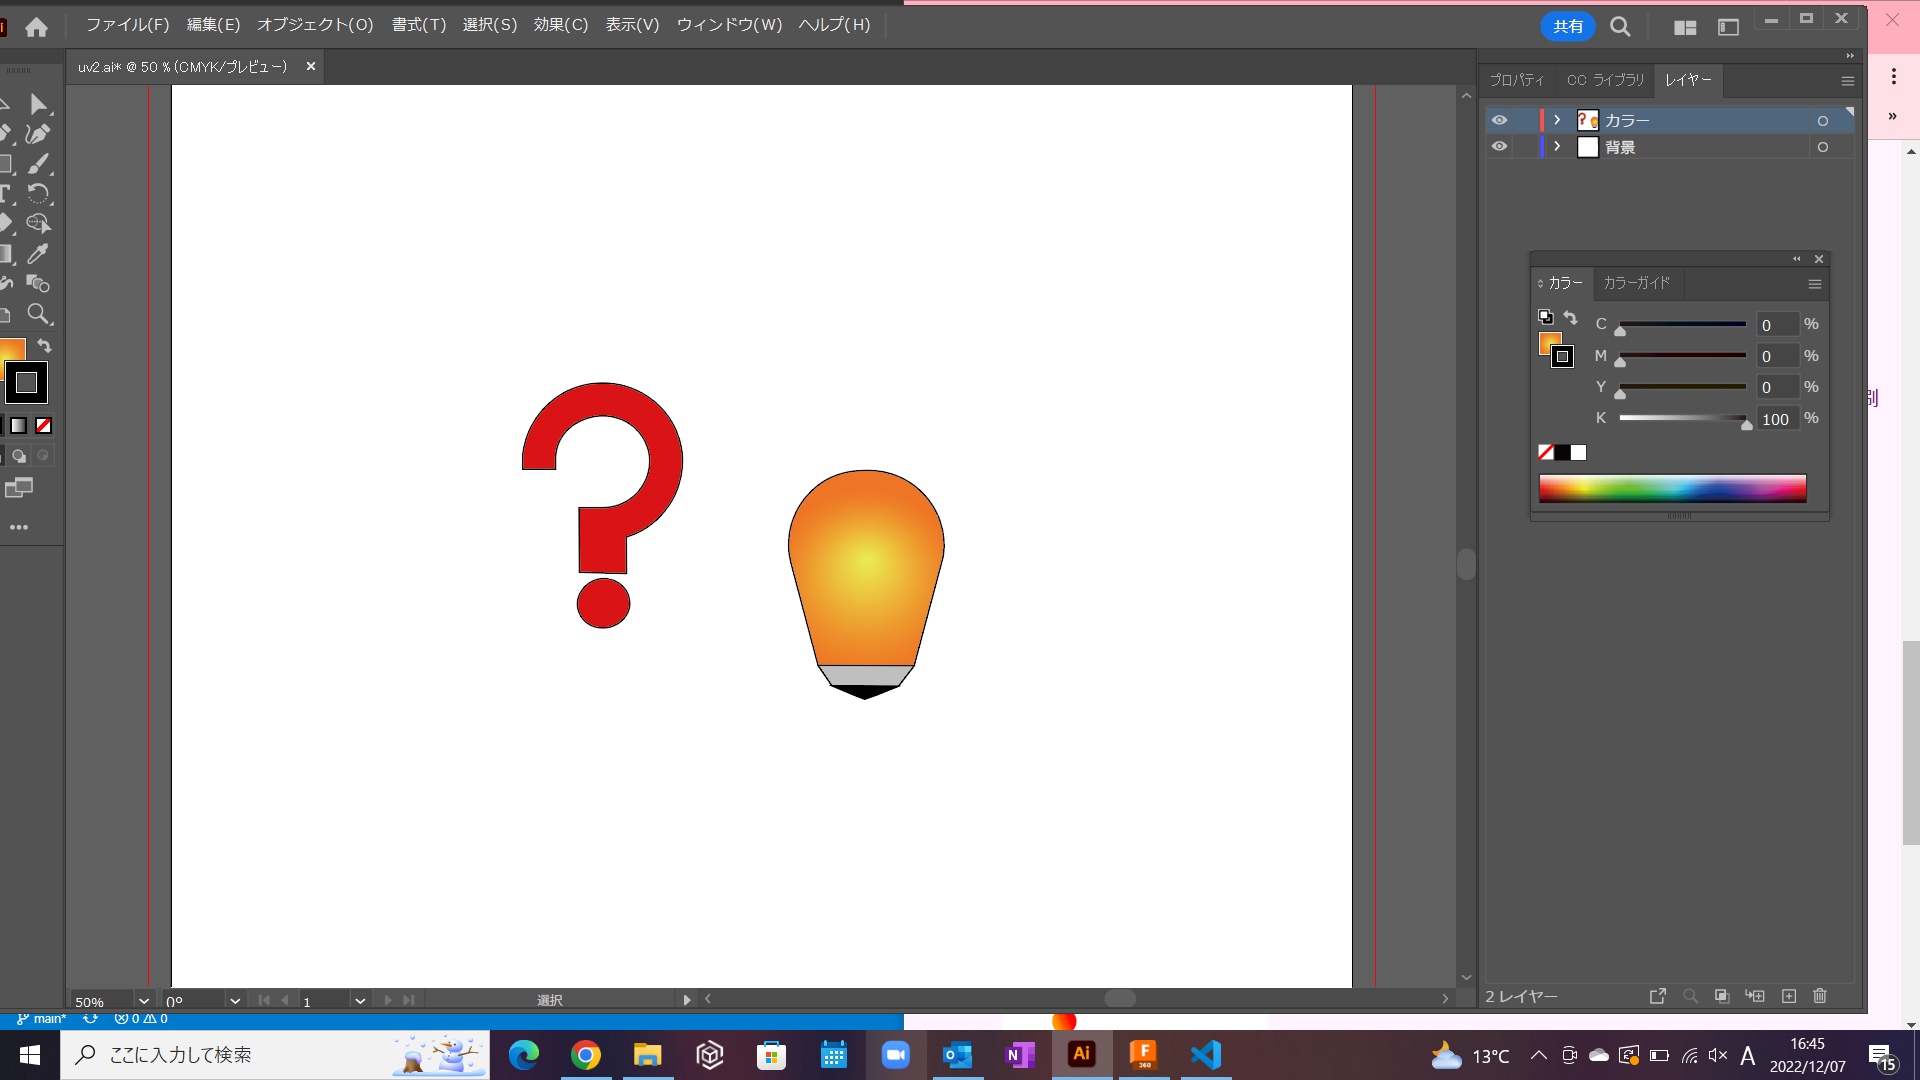 ファイル(F) 編集(E) オブジェクト(O) 書式(T) 選択(S) 効果(C) 表示(V) ウィンドウ(W) ヘルプ(H)
共有
uv2.ai* @ 50 % (CMYK/プレビュー) ×
プロパティ CC ライブラリ レイヤー
カラー
背景
カラー カラーガイド
C 0 %
M 0 %
Y 0 %
K 100 %
?
50% 0° 1 選択
2 レイヤー
main* 0 0
ここに入力して検索
Ai
F
360
13°C
A
16:45
2022/12/07
15